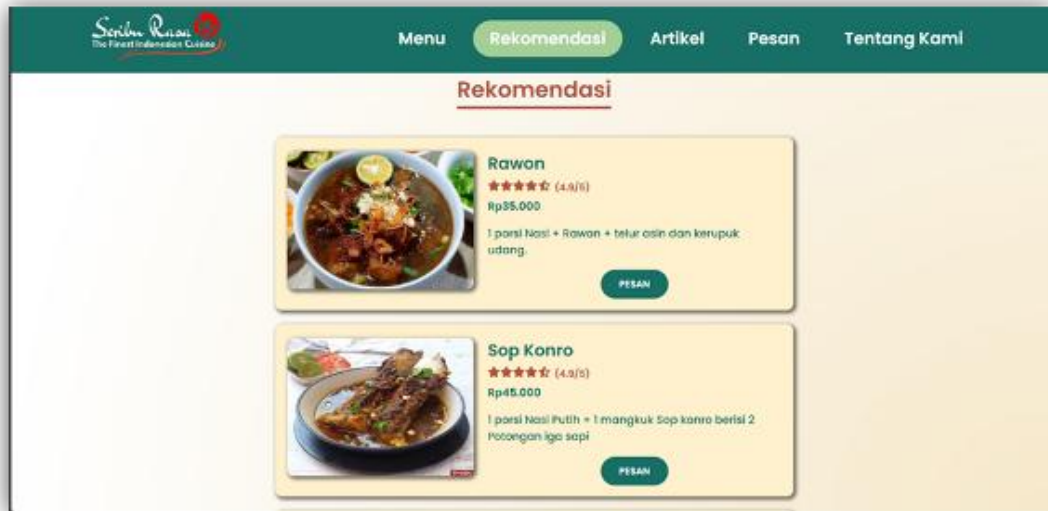 Seribu Rasa
The Finest Indonesian Cuisine
Menu
Rekomendasi
Artikel
Pesan
Tentang Kami
Rekomendasi
Rawon
(4.9/5)
Rp35.000
1 porsi Nasi + Rawon + telur asin dan kerupuk
udang.
PESAN
Sop Konro
(4.9/5)
Rp45.000
1 porsi Nasi Putih + 1 mangkuk Sop konro berisi 2
Potongan iga sapi
PESAN